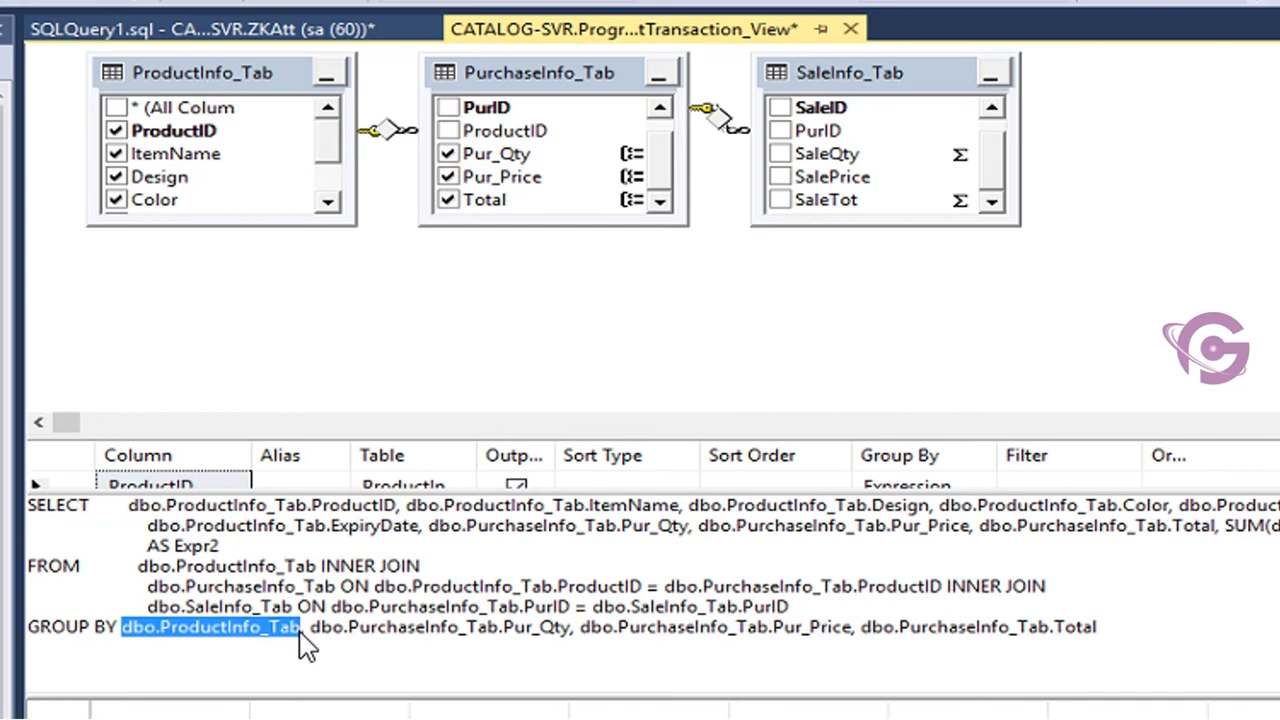 SQLQuery1.sql - CA...SVR.ZKAtt (sa (60))*
CATALOG-SVR.Progr...tTransaction_View*
ProductInfo_Tab
* (All Colum
ProductID
ItemName
Design
Color
PurchaseInfo_Tab
PurID
ProductID
Pur_Qty
Pur_Price
Total
SaleInfo_Tab
SaleID
PurID
SaleQty Σ
SalePrice
SaleTot Σ
Column Alias Table Outp... Sort Type Sort Order Group By Filter Or...
ProductID ProductIn Expression
SELECT dbo.ProductInfo_Tab.ProductID, dbo.ProductInfo_Tab.ItemName, dbo.ProductInfo_Tab.Design, dbo.ProductInfo_Tab.Color, dbo.Product
dbo.ProductInfo_Tab.ExpiryDate, dbo.PurchaseInfo_Tab.Pur_Qty, dbo.PurchaseInfo_Tab.Pur_Price, dbo.PurchaseInfo_Tab.Total, SUM(d
AS Expr2
FROM dbo.ProductInfo_Tab INNER JOIN
dbo.PurchaseInfo_Tab ON dbo.ProductInfo_Tab.ProductID = dbo.PurchaseInfo_Tab.ProductID INNER JOIN
dbo.SaleInfo_Tab ON dbo.PurchaseInfo_Tab.PurID = dbo.SaleInfo_Tab.PurID
GROUP BY dbo.ProductInfo_Tab, dbo.PurchaseInfo_Tab.Pur_Qty, dbo.PurchaseInfo_Tab.Pur_Price, dbo.PurchaseInfo_Tab.Total